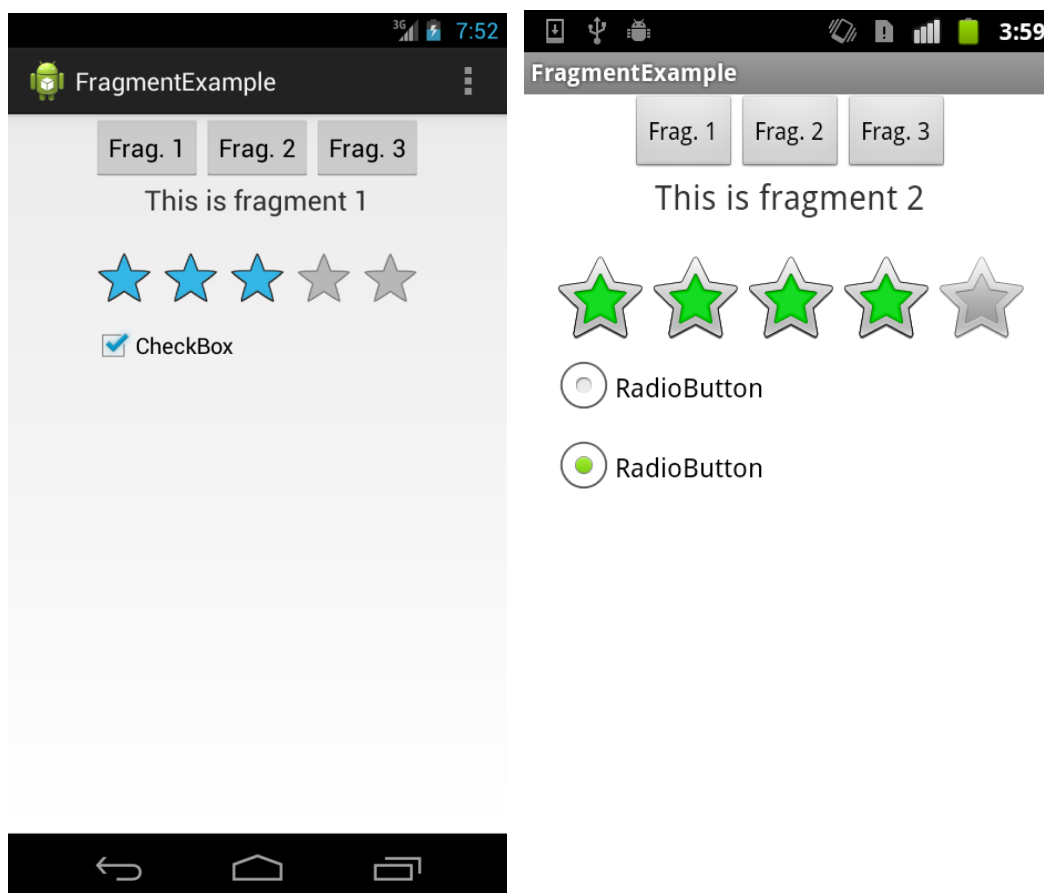 3G 7:52
FragmentExample
Frag. 1 Frag. 2 Frag. 3
This is fragment 1
CheckBox
3:59
FragmentExample
Frag. 1 Frag. 2 Frag. 3
This is fragment 2
RadioButton
RadioButton